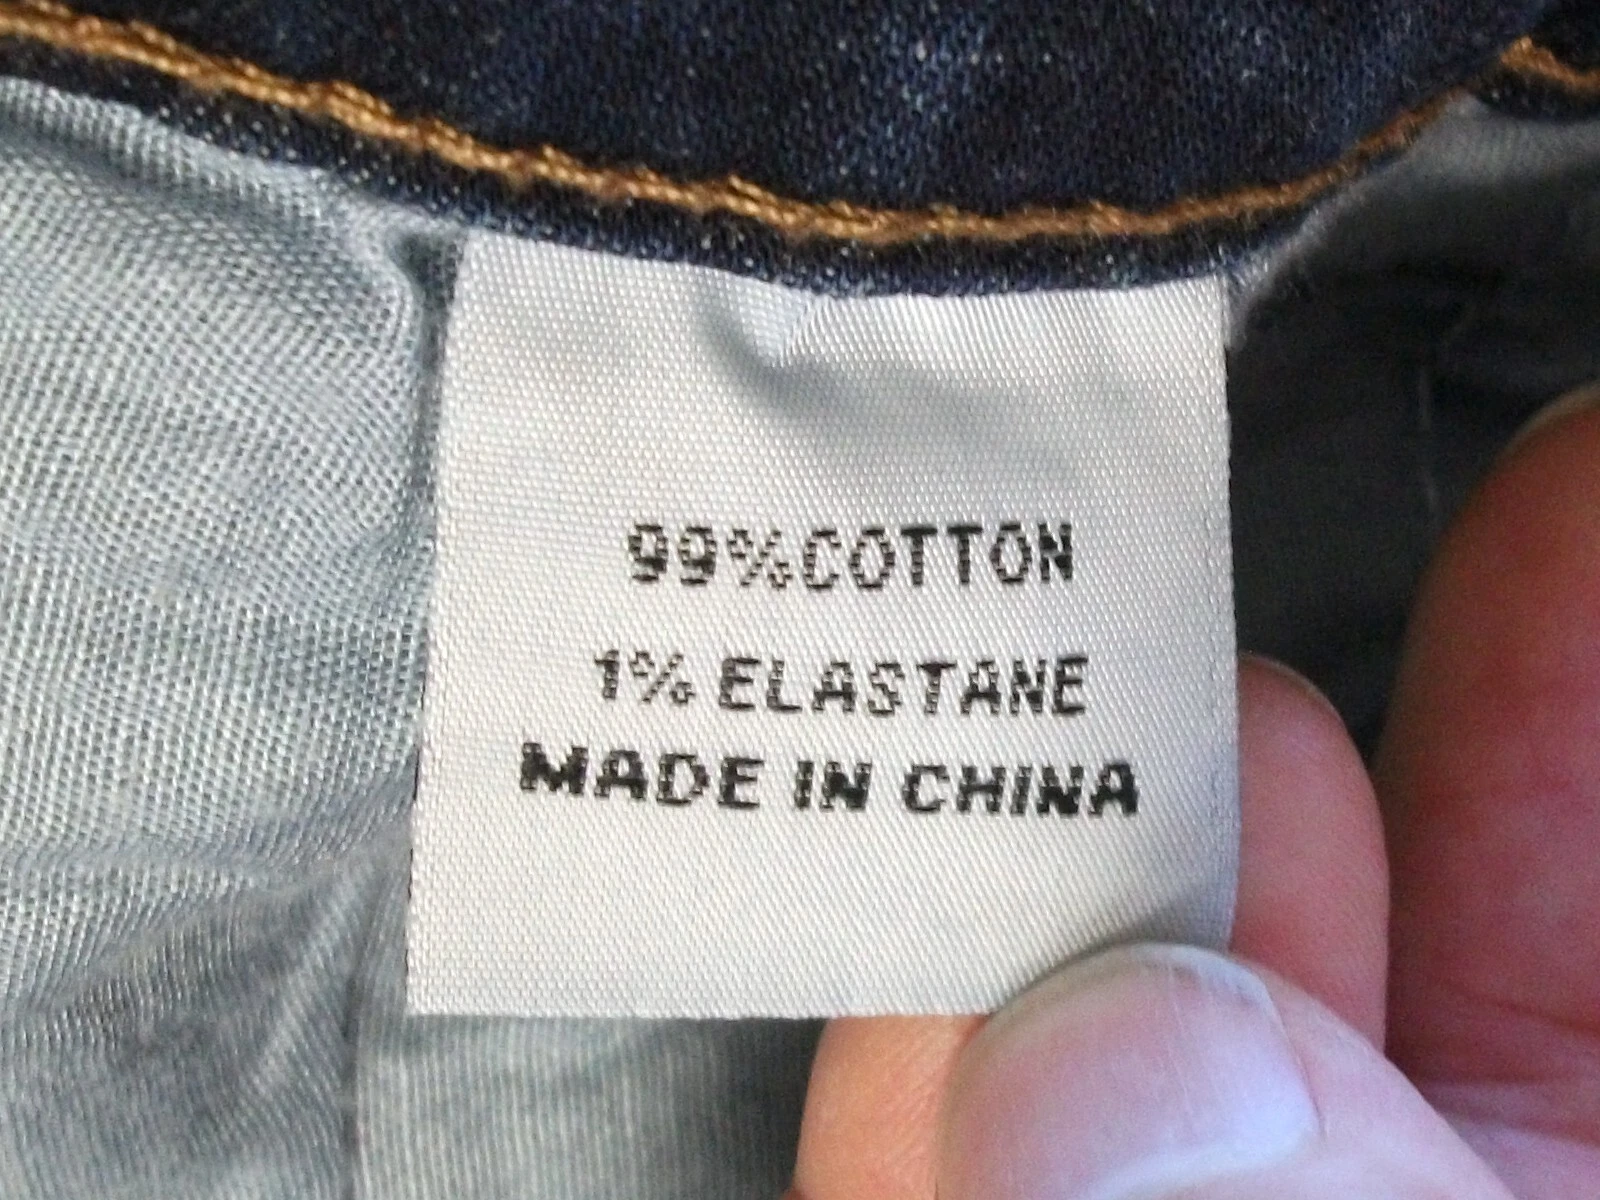 99%COTTON
1% ELASTANE
MADE IN CHINA